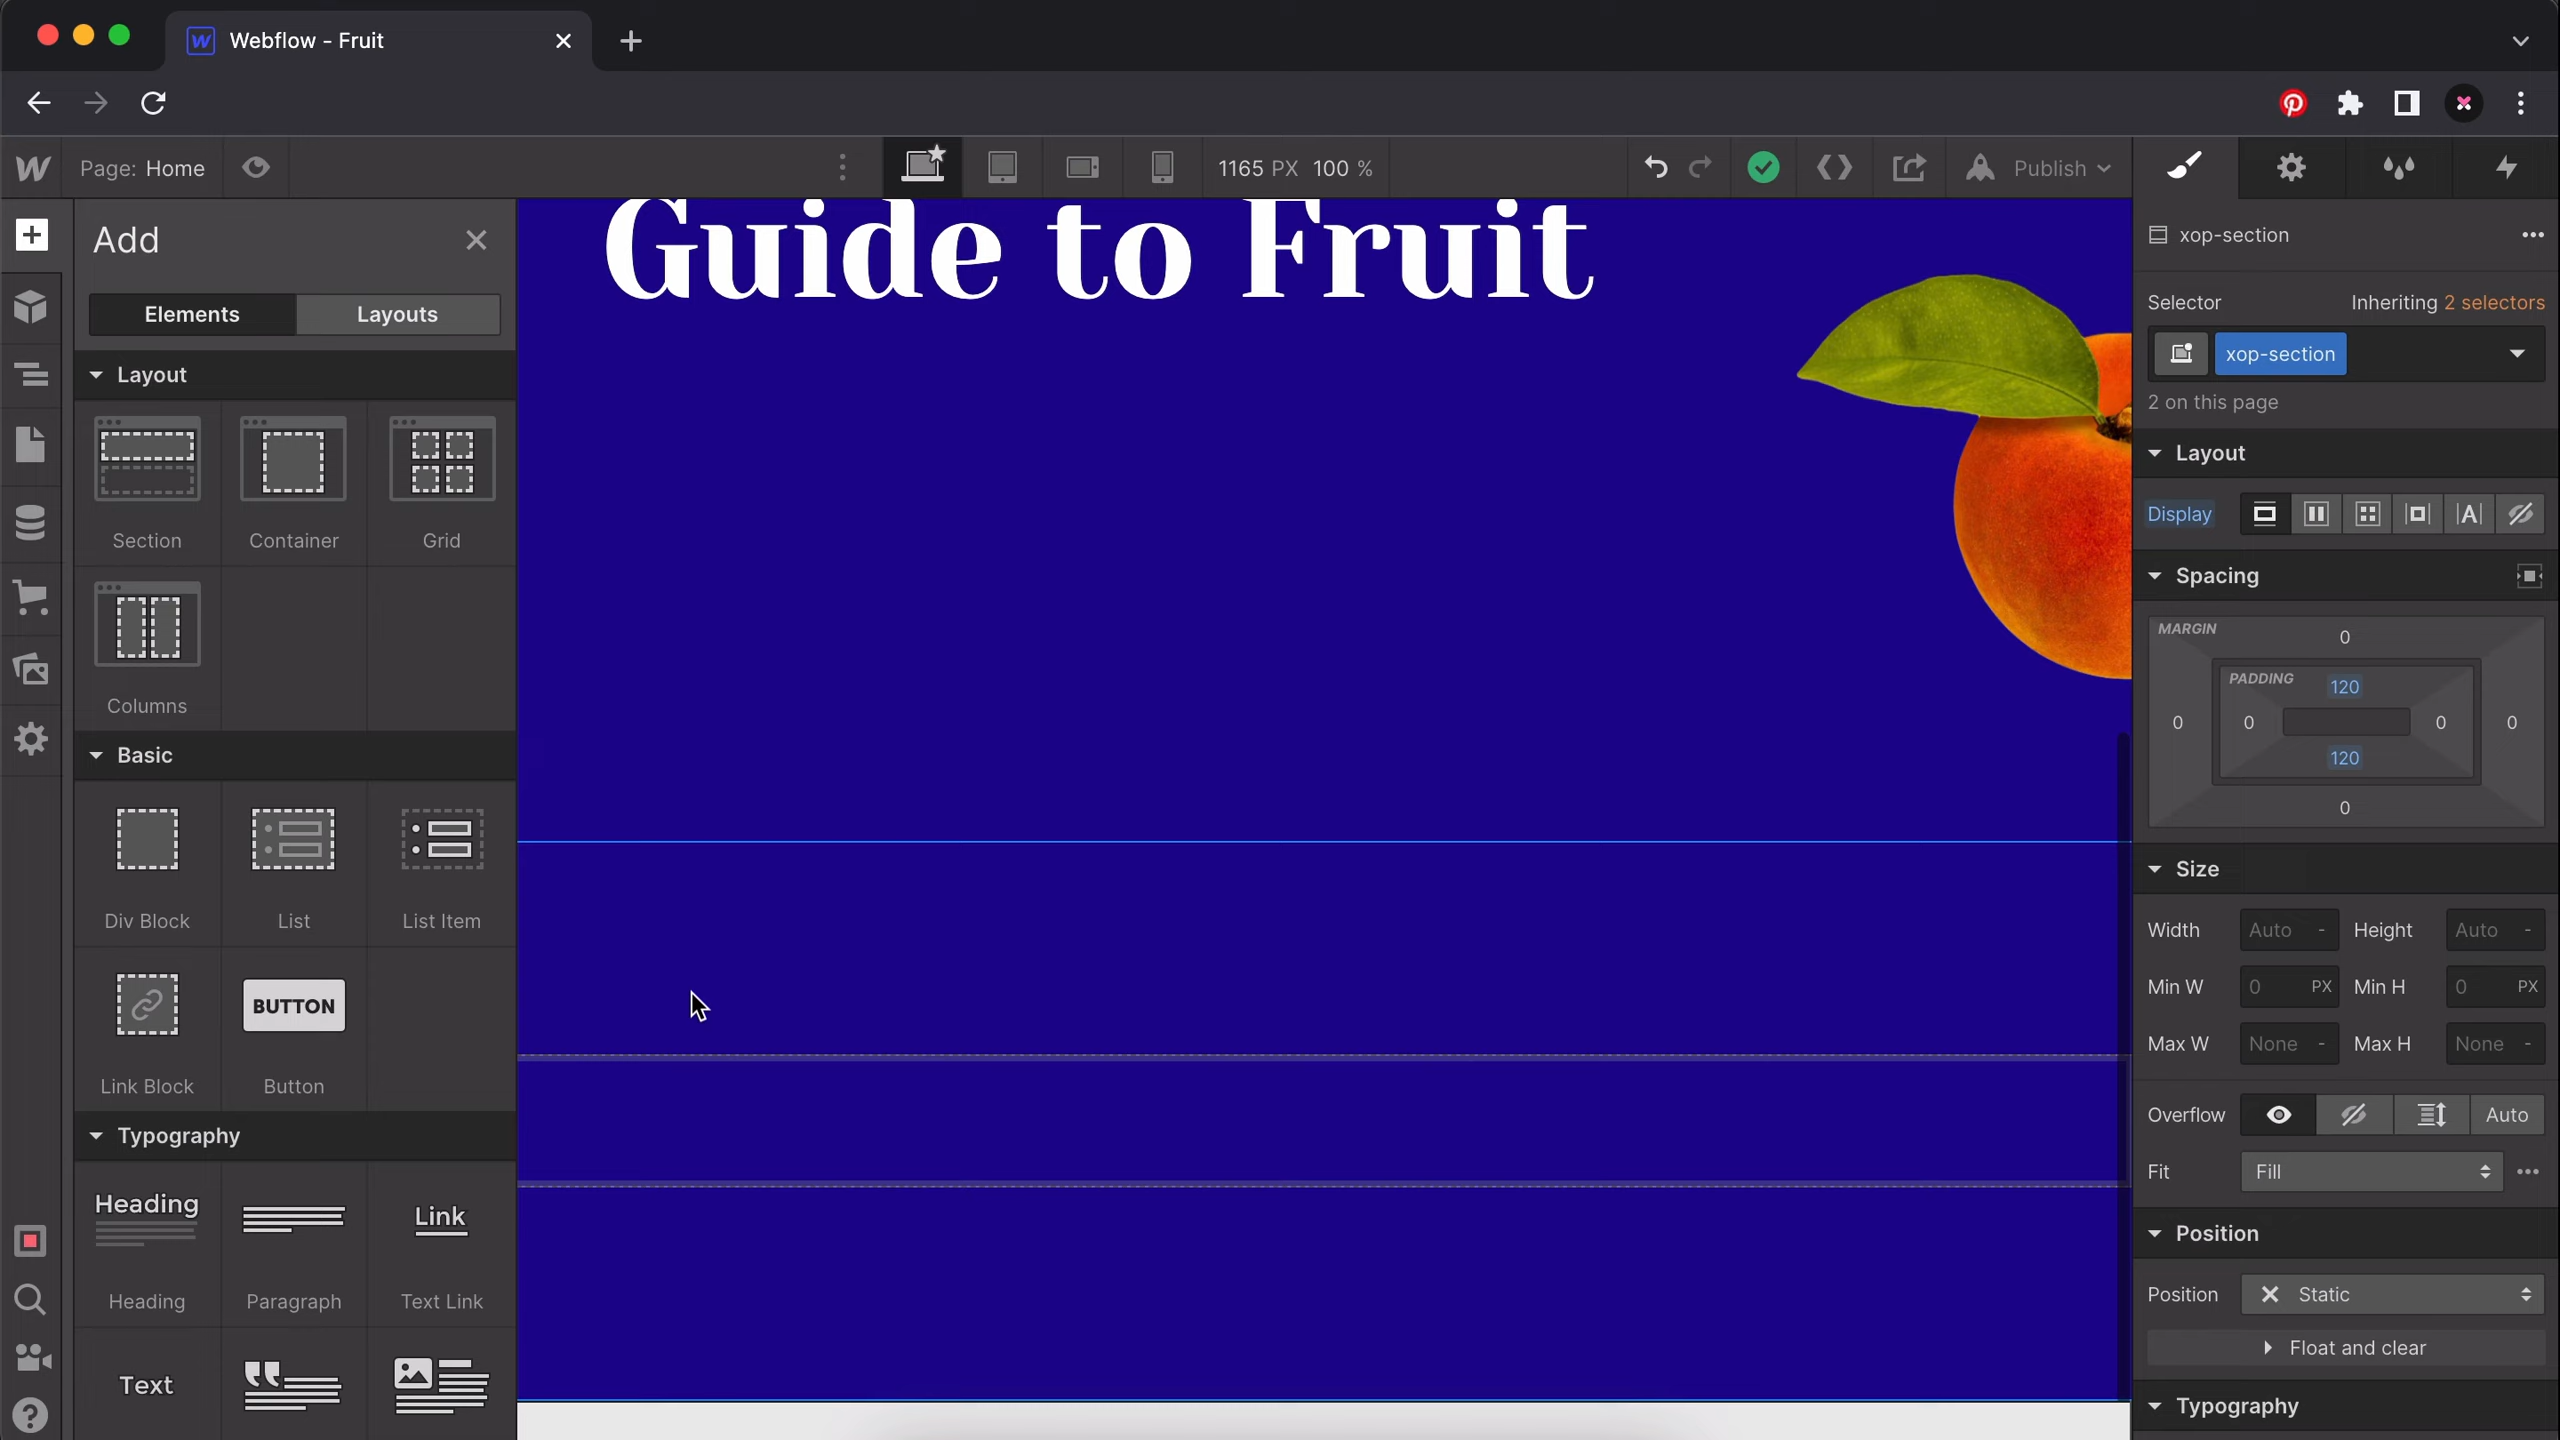 Webflow - Fruit
Page: Home
1165 PX 100 %
Publish
Add
Elements
Layouts
Layout
Section
Container
Grid
Columns
Basic
Div Block
List
List Item
BUTTON
Link Block
Button
Typography
Heading
Link
Heading
Paragraph
Text Link
Text
Guide to Fruit
xop-section
Selector
Inheriting 2 selectors
xop-section
2 on this page
Layout
Display
Spacing
MARGIN
0
PADDING
120
0
0
0
0
120
0
Size
Width
Auto -
Height
Auto -
Min W
0 PX
Min H
0 PX
Max W
None -
Max H
None -
Overflow
Auto
Fit
Fill
Position
Position
Static
Float and clear
Typography